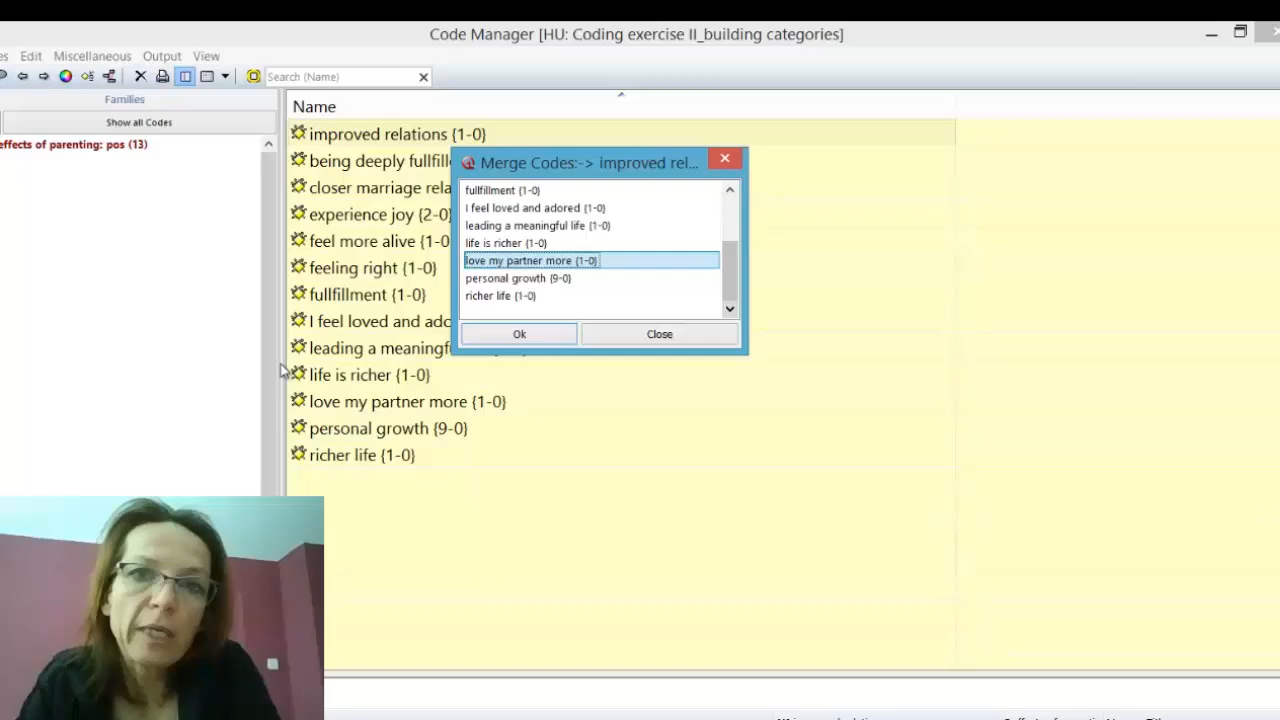 Code Manager [HU: Coding exercise II_building categories]
es Edit Miscellaneous Output View
Search (Name)
Families
Show all Codes
effects of parenting: pos (13)
Name
improved relations {1-0}
being deeply fullfill
closer marriage rela
experience joy {2-0}
feel more alive {1-0
feeling right {1-0}
fullfillment {1-0}
I feel loved and ado
leading a meaningf
life is richer {1-0}
love my partner more {1-0}
personal growth {9-0}
richer life {1-0}
Merge Codes:-> improved rel...
fullfillment {1-0}
I feel loved and adored {1-0}
leading a meaningful life {1-0}
life is richer {1-0}
love my partner more {1-0}
personal growth {9-0}
richer life {1-0}
Ok Close